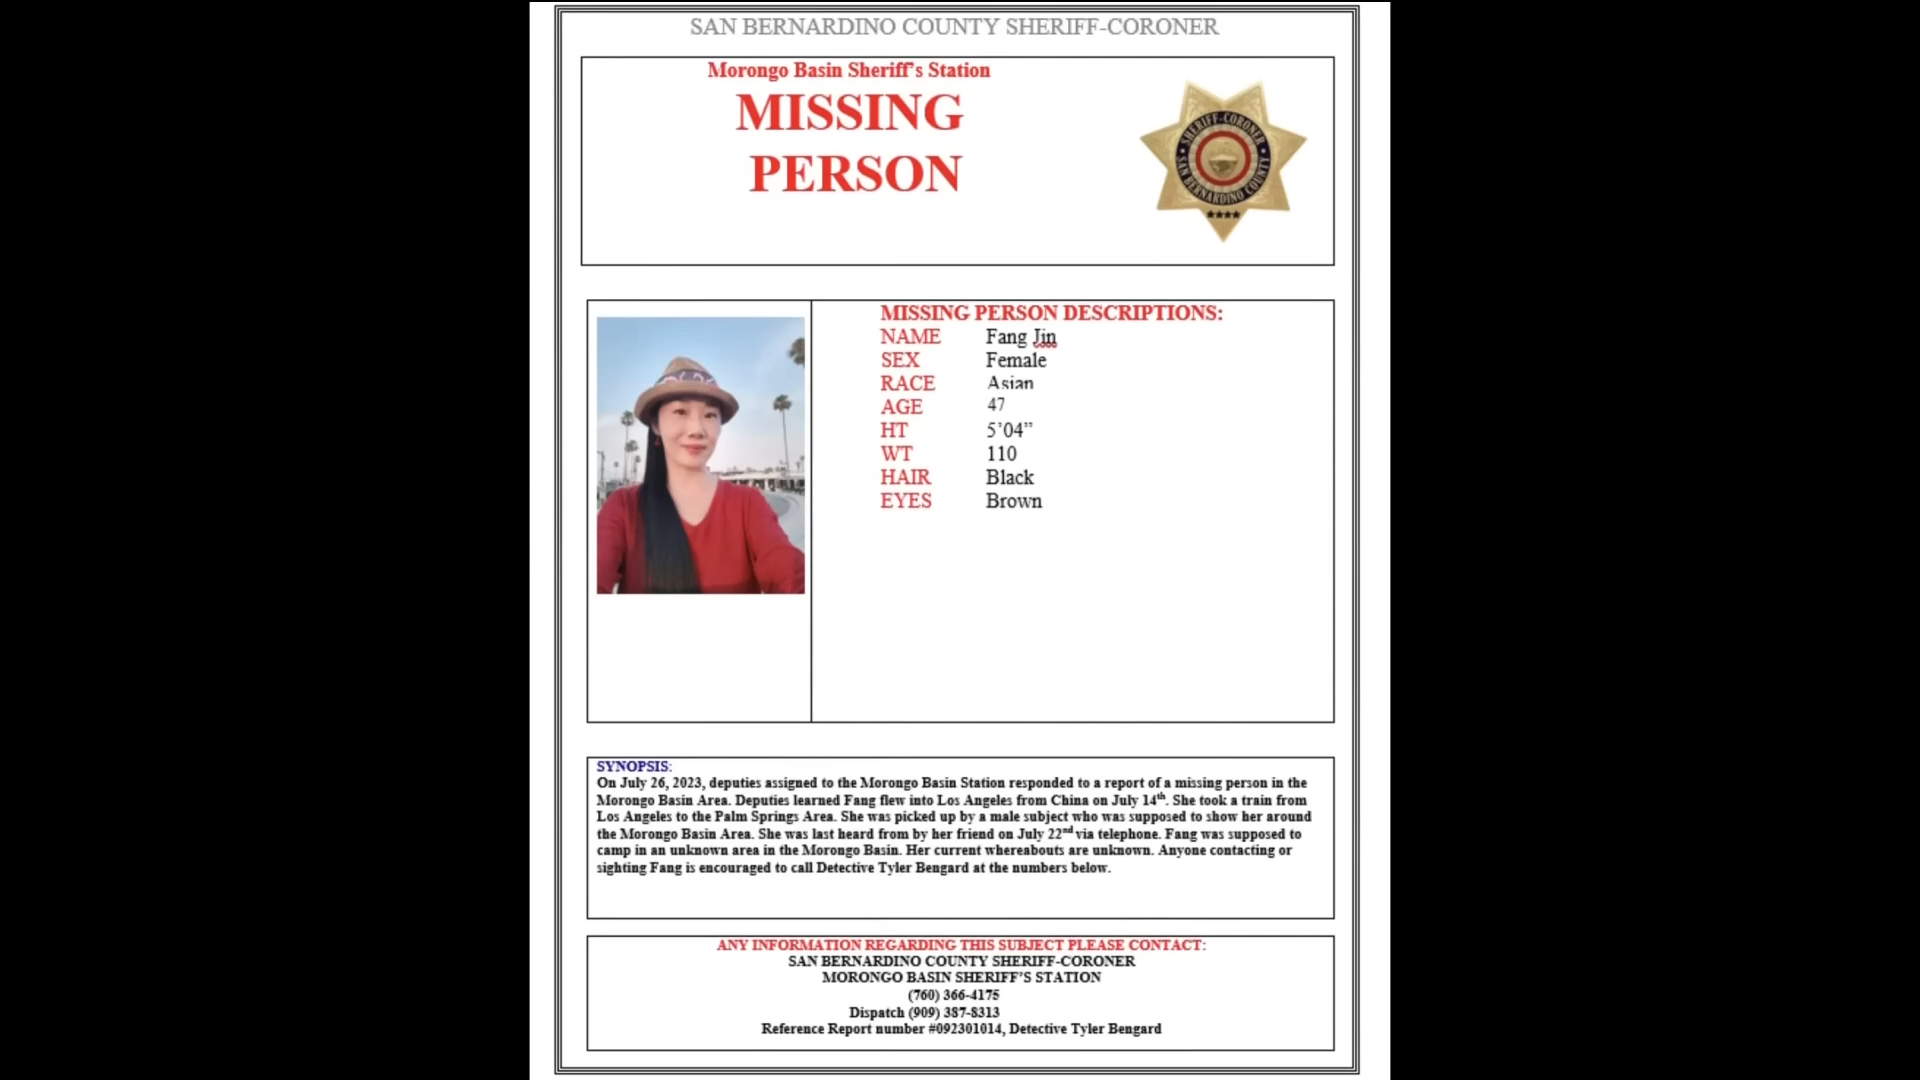 SAN BERNARDINO COUNTY SHERIFF-CORONER
Morongo Basin Sheriff's Station
MISSING
PERSON
SHERIFF-CORONER
SAN BERNARDINO COUNTY
MISSING PERSON DESCRIPTIONS:
NAME Fang Jin
SEX Female
RACE Asian
AGE 47
HT 5'04”
WT 110
HAIR Black
EYES Brown
SYNOPSIS:
On July 26, 2023, deputies assigned to the Morongo Basin Station responded to a report of a missing person in the
Morongo Basin Area. Deputies learned Fang flew into Los Angeles from China on July 14th. She took a train from
Los Angeles to the Palm Springs Area. She was picked up by a male subject who was supposed to show her around
the Morongo Basin Area. She was last heard from by her friend on July 22nd via telephone. Fang was supposed to
camp in an unknown area in the Morongo Basin. Her current whereabouts are unknown. Anyone contacting or
sighting Fang is encouraged to call Detective Tyler Bengard at the numbers below.
ANY INFORMATION REGARDING THIS SUBJECT PLEASE CONTACT:
SAN BERNARDINO COUNTY SHERIFF-CORONER
MORONGO BASIN SHERIFF'S STATION
(760) 366-4175
Dispatch (909) 387-8313
Reference Report number #092301014, Detective Tyler Bengard